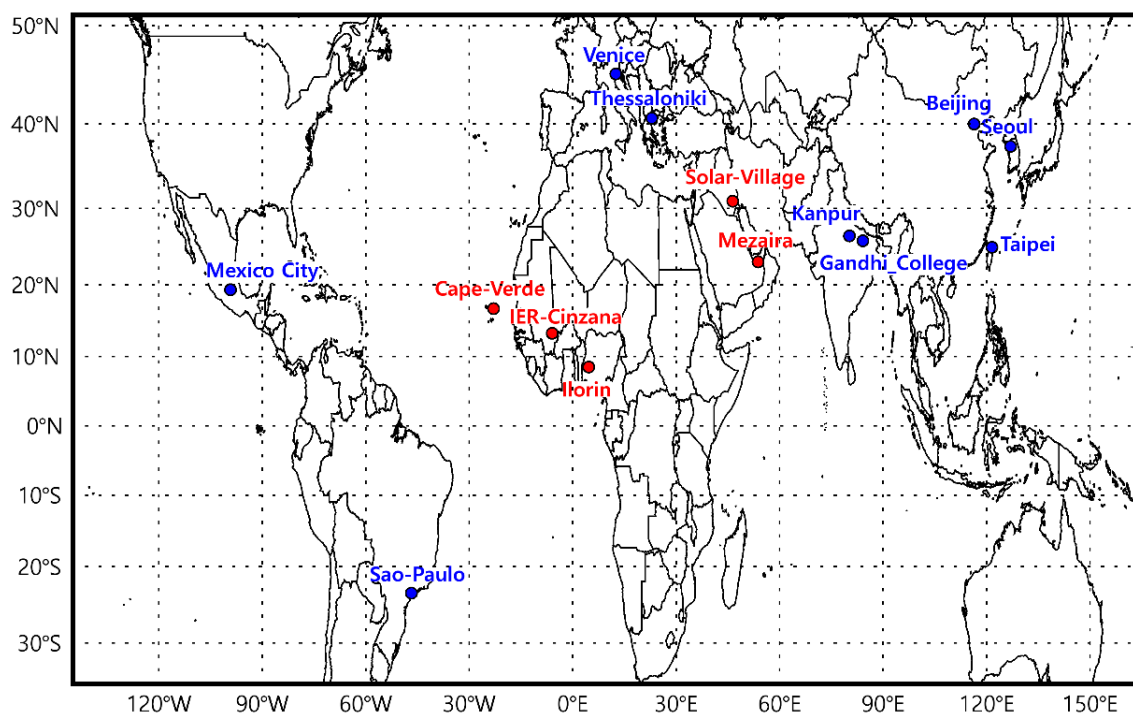 50°N
Venice
Thessaloniki
Beijing
40°N
Seoul
Solar-Village
30°N
Kanpur
Mezaira
Taipei
Gandhi_College
Mexico City
20°N
Cape-Verde
IER-Cinzana
10°N
Ilorin
0°N
10°S
20°S
Sao-Paulo
30°S
120°W 90°W 60°W 30°W 0°E 30°E 60°E 90°E 120°E 150°E